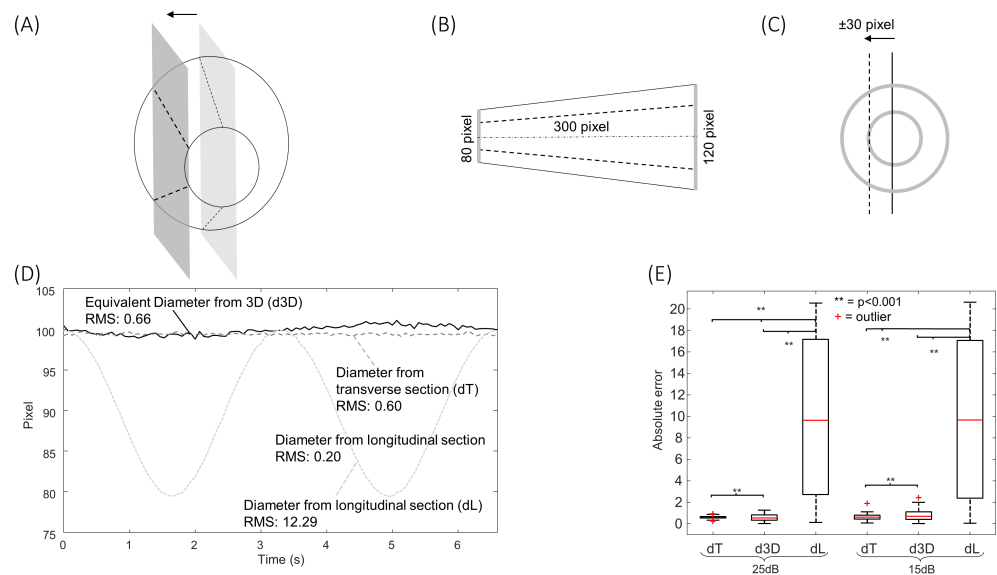 (A)
(B)
80 pixel
300 pixel
120 pixel
(C)
±30 pixel
(D)
105
100
95
90
85
80
75
Pixel
0
1
2
3
4
5
6
Time (s)
Equivalent Diameter from 3D (d3D)
RMS: 0.66
Diameter from
transverse section (dT)
RMS: 0.60
Diameter from longitudinal section
RMS: 0.20
Diameter from longitudinal section (dL)
RMS: 12.29
(E)
20
18
16
14
12
10
8
6
4
2
0
Absolute error
** = p<0.001
+ = outlier
**
**
**
**
**
**
dT
d3D
dL
dT
d3D
dL
25dB
15dB